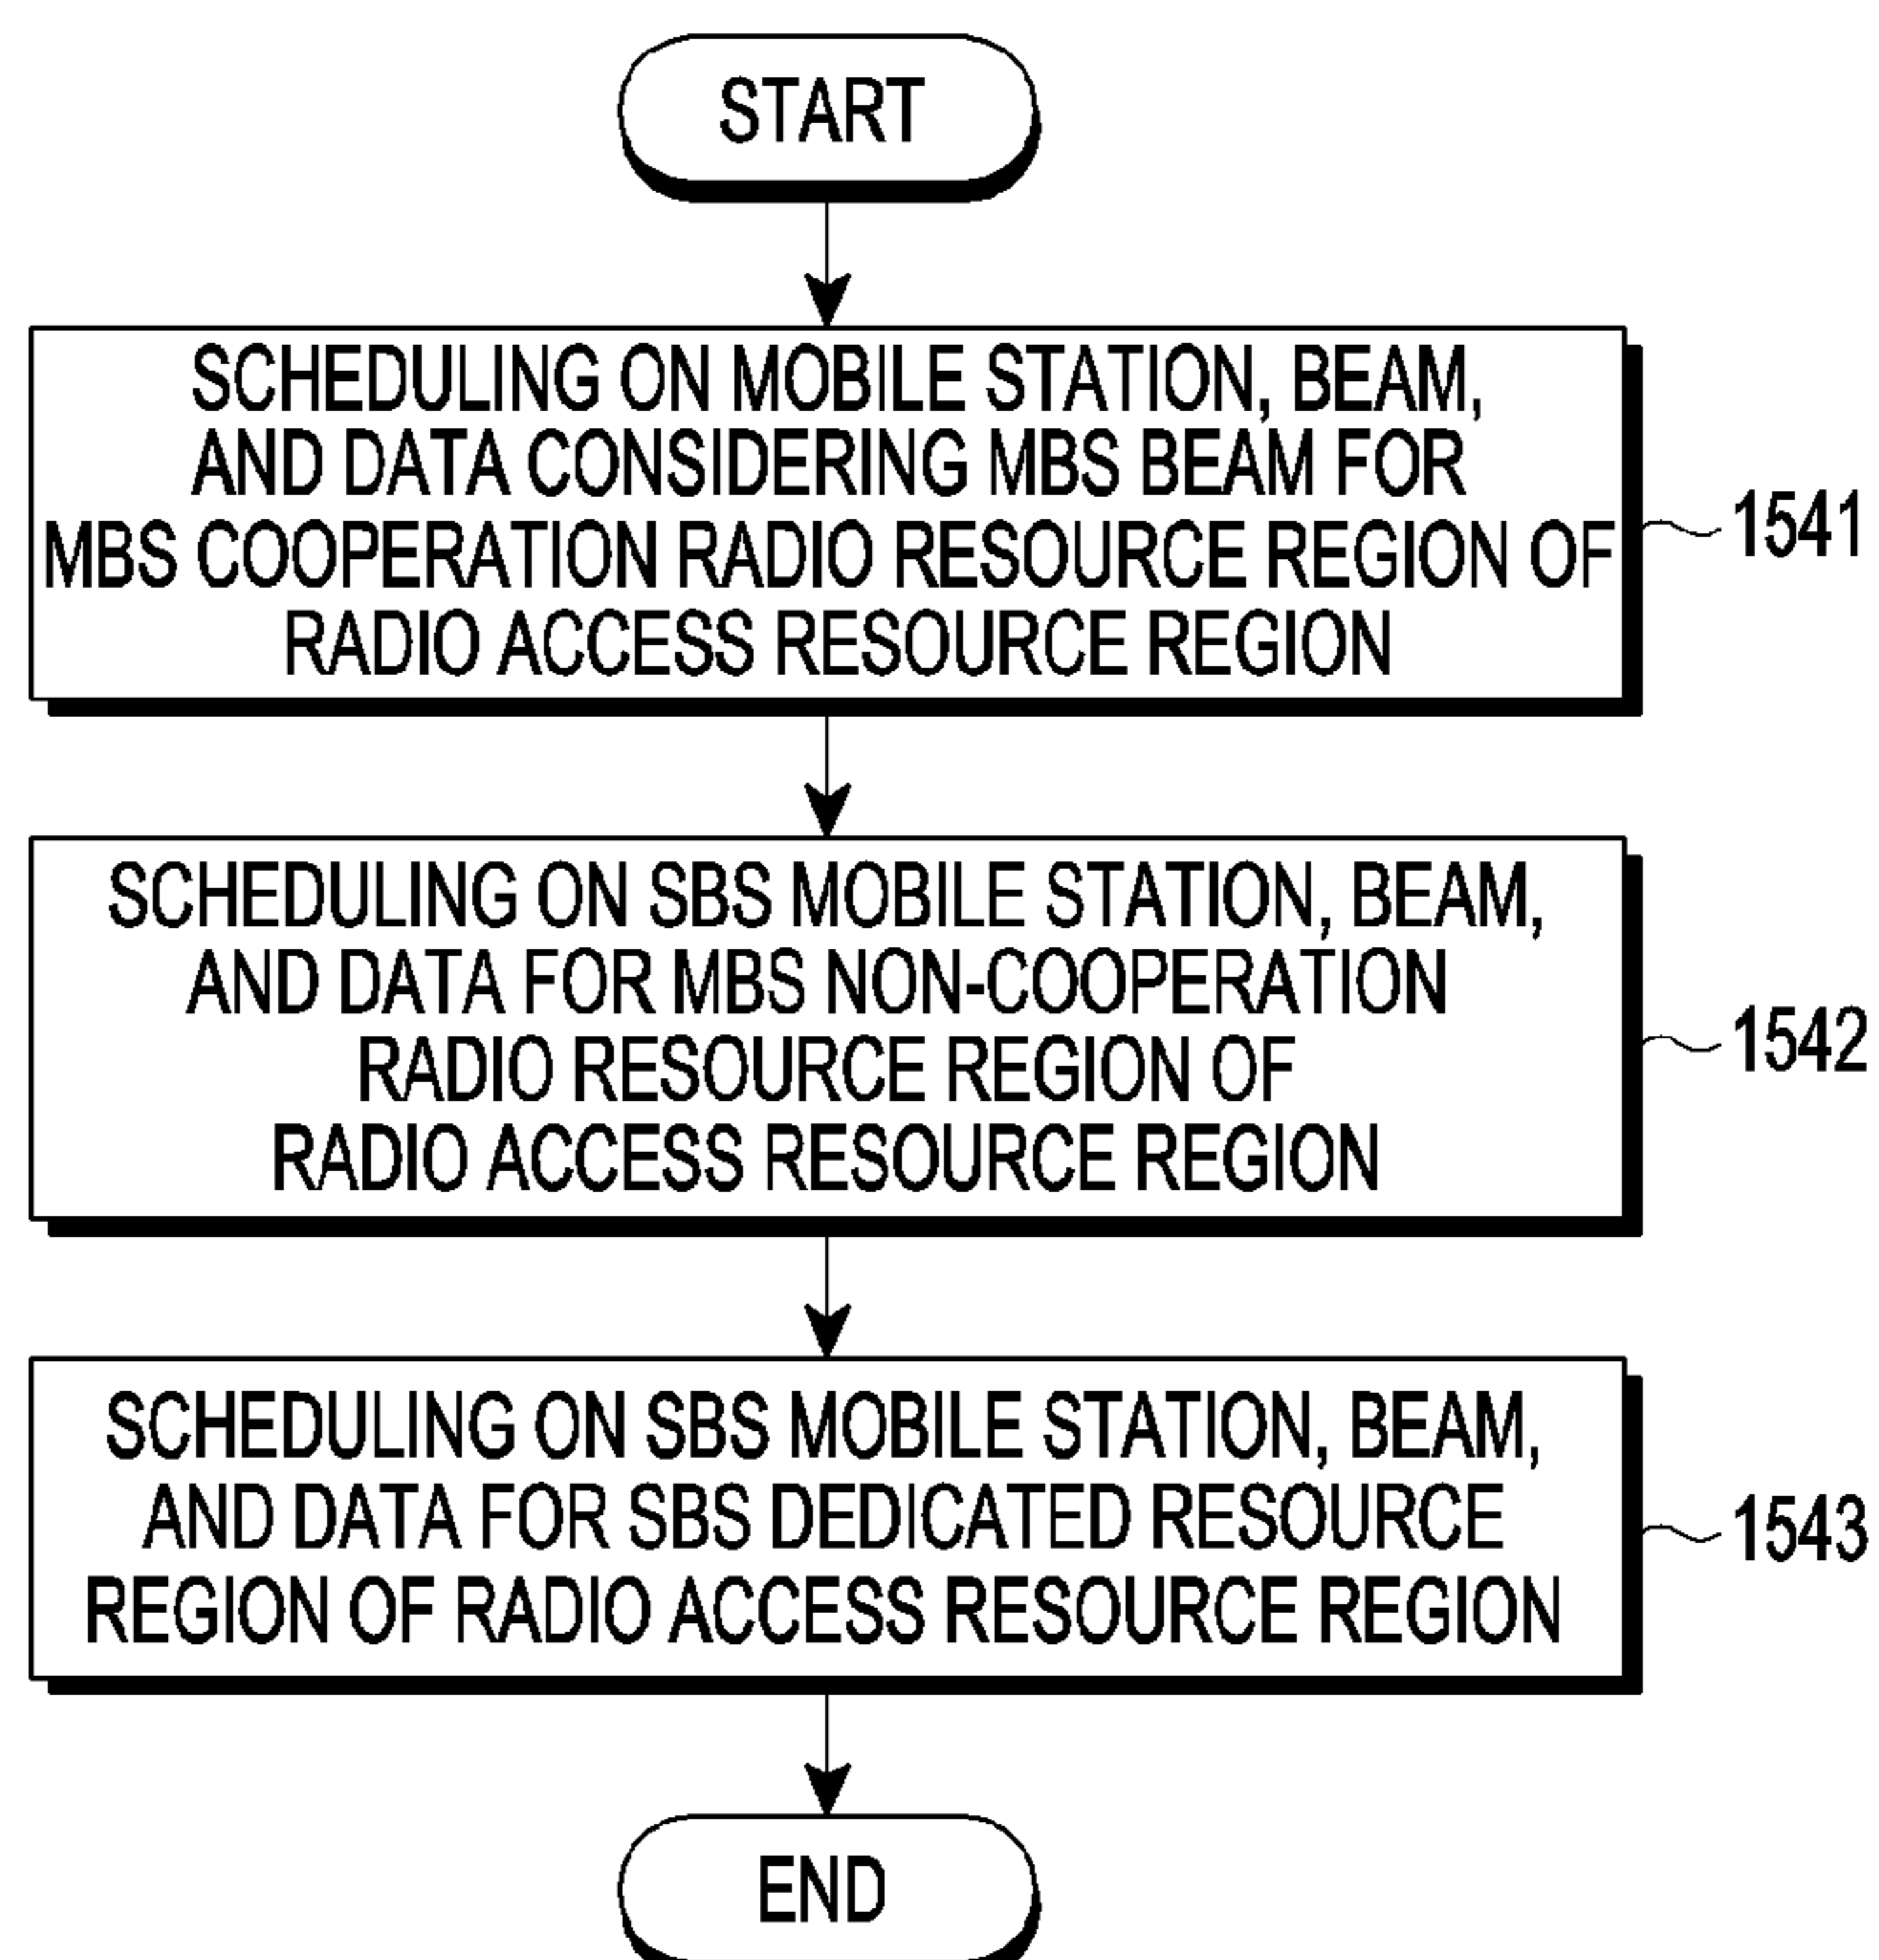 START
SCHEDULING ON MOBILE STATION, BEAM,
AND DATA CONSIDERING MBS BEAM FOR
MBS COOPERATION RADIO RESOURCE REGION OF
RADIO ACCESS RESOURCE REGION
1541
SCHEDULING ON SBS MOBILE STATION, BEAM,
AND DATA FOR MBS NON-COOPERATION
RADIO RESOURCE REGION OF
RADIO ACCESS RESOURCE REGION
1542
SCHEDULING ON SBS MOBILE STATION, BEAM,
AND DATA FOR SBS DEDICATED RESOURCE
REGION OF RADIO ACCESS RESOURCE REGION
1543
END